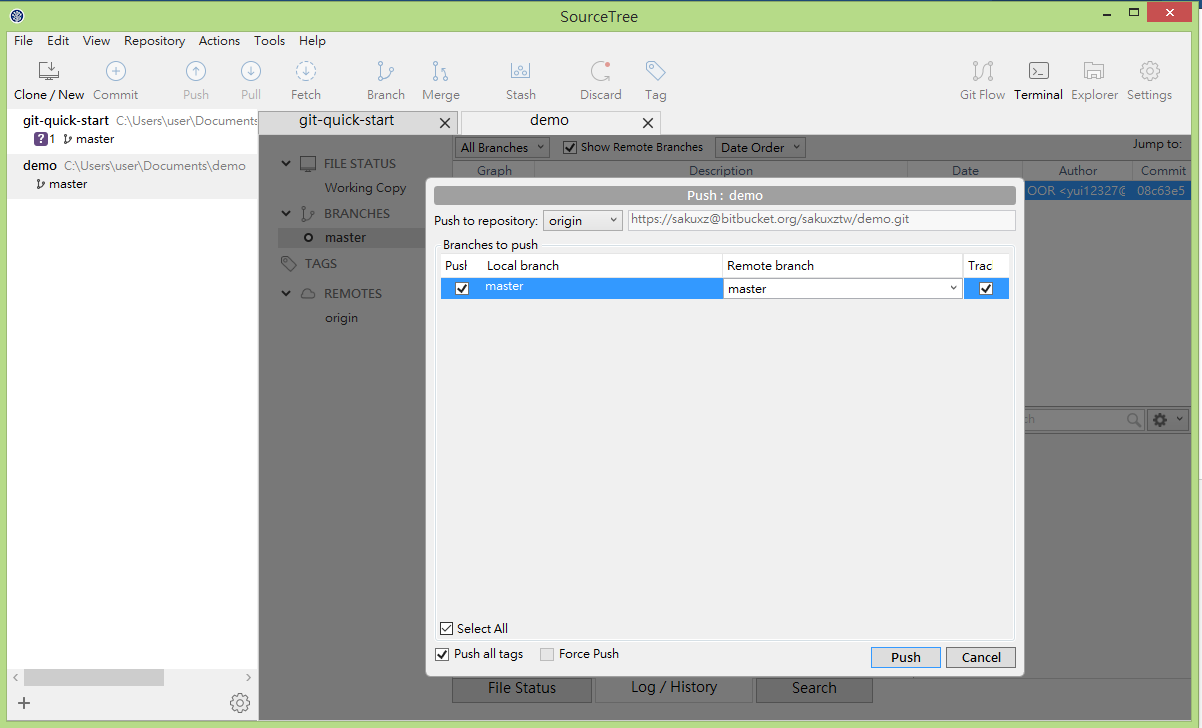 SourceTree
File Edit View Repository Actions Tools Help
Clone / New Commit Push Pull Fetch Branch Merge Stash Discard Tag Git Flow Terminal Explorer Settings
git-quick-start C:\Users\user\Documents
? 1 master
demo C:\Users\user\Documents\demo
master
git-quick-start demo
FILE STATUS
Working Copy
BRANCHES
master
TAGS
REMOTES
origin
All Branches Show Remote Branches Date Order Jump to:
Graph Description Date Author Commit
OOR <yui12327@ 08c63e5
Push : demo
Push to repository: origin https://sakuxz@bitbucket.org/sakuxztw/demo.git
Branches to push
Push Local branch Remote branch Trac
master master
Select All
Push all tags Force Push Push Cancel
File Status Log / History Search